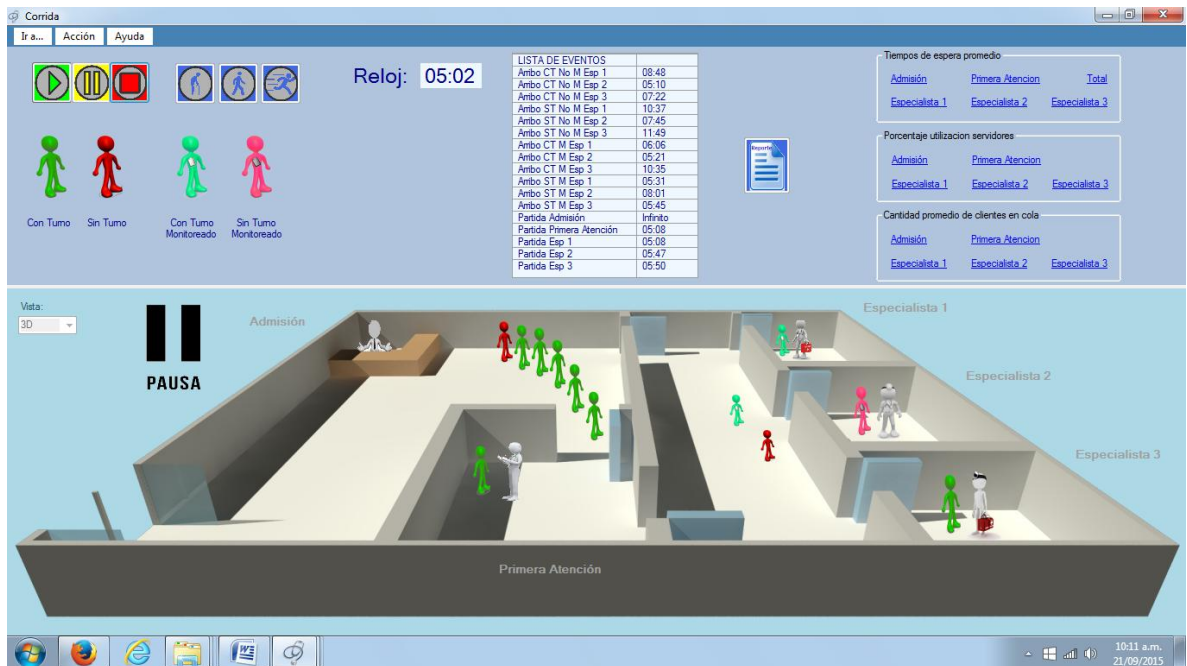 Corrida
Ir a... Acción Ayuda
Reloj: 05:02
LISTA DE EVENTOS
Arribo CT No M Esp 1 08:48
Arribo CT No M Esp 2 05:10
Arribo CT No M Esp 3 07:22
Arribo ST No M Esp 1 10:37
Arribo ST No M Esp 2 07:45
Arribo ST No M Esp 3 11:49
Arribo CT M Esp 1 06:06
Arribo CT M Esp 2 05:21
Arribo CT M Esp 3 10:35
Arribo ST M Esp 1 05:31
Arribo ST M Esp 2 08:01
Arribo ST M Esp 3 05:45
Partida Admisión Infinito
Partida Primera Atención 05:08
Partida Esp 1 05:08
Partida Esp 2 05:47
Partida Esp 3 05:50
Con Turno Sin Turno Con Turno Monitoreado Sin Turno Monitoreado
Reporte
Tiempos de espera promedio
Admisión Primera Atencion Total
Especialista 1 Especialista 2 Especialista 3
Porcentaje utilizacion servidores
Admisión Primera Atencion
Especialista 1 Especialista 2 Especialista 3
Cantidad promedio de clientes en cola
Admisión Primera Atencion
Especialista 1 Especialista 2 Especialista 3
Vista:
3D
PAUSA
Admisión
Especialista 1
Especialista 2
Especialista 3
Primera Atención
10:11 a.m.
21/09/2015